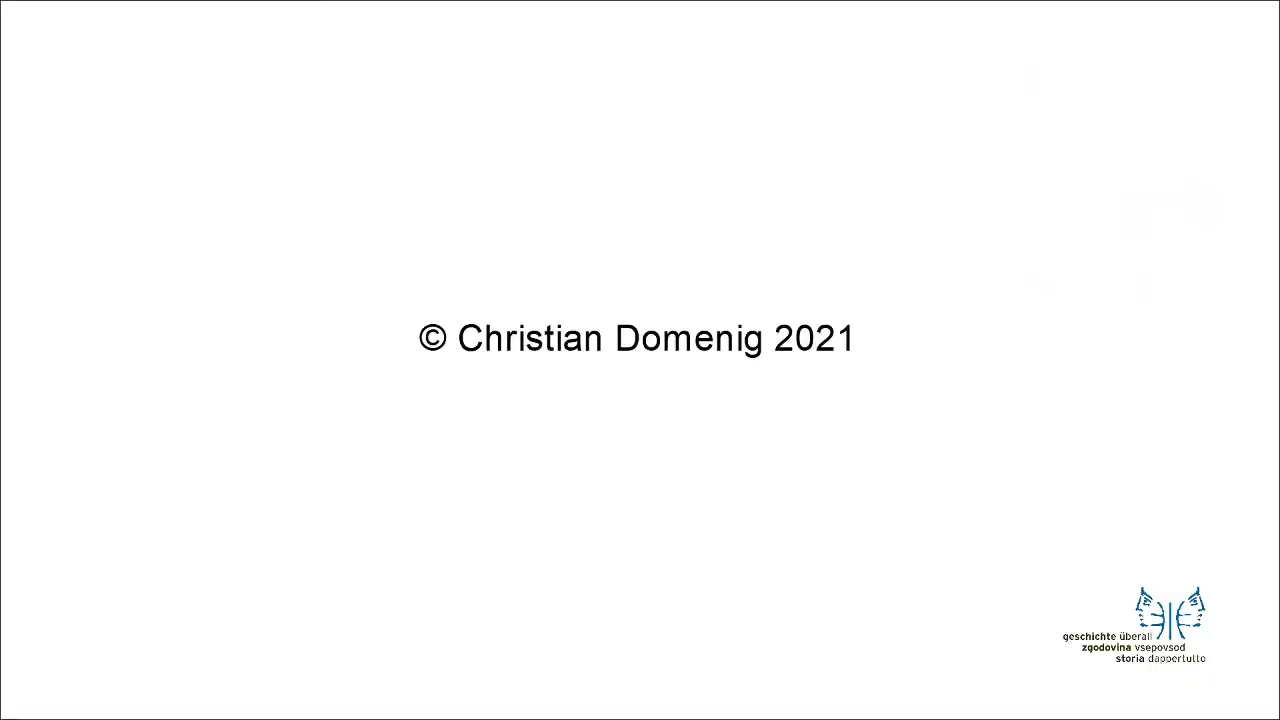 © Christian Domenig 2021
geschichte überall
zgodovina vsepovsod
storia dappertutto